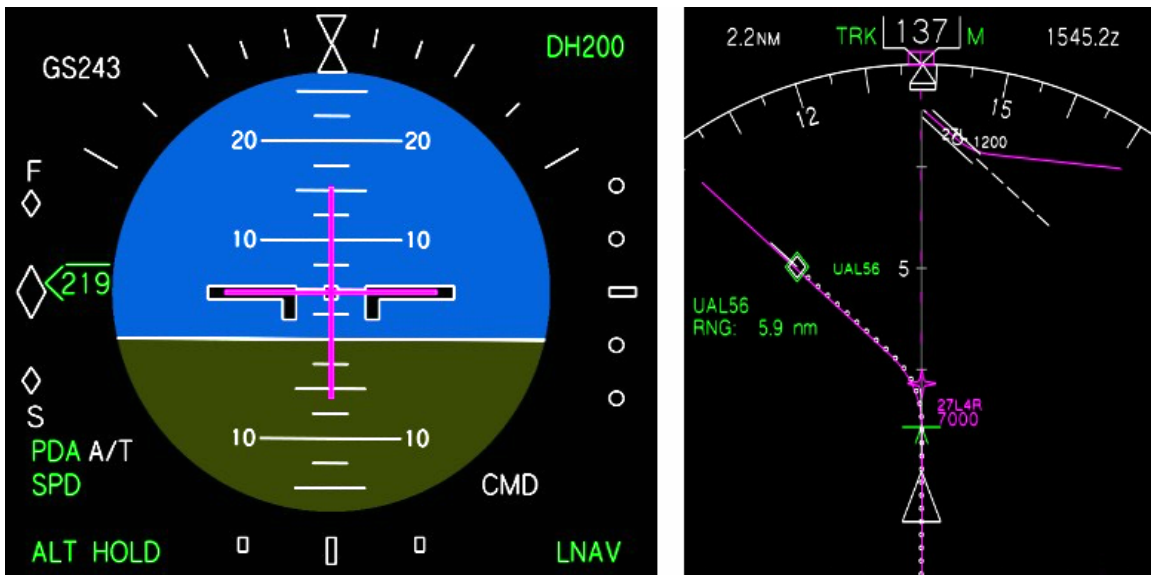 GS243
DH200
20 20
F
10 10
219
S
10 10
PDA A/T
SPD
CMD
ALT HOLD
LNAV
2.2NM
TRK 137 M
1545.2Z
12
15
27L
1200
5
UAL56
UAL56
RNG: 5.9 nm
27L4R
7000